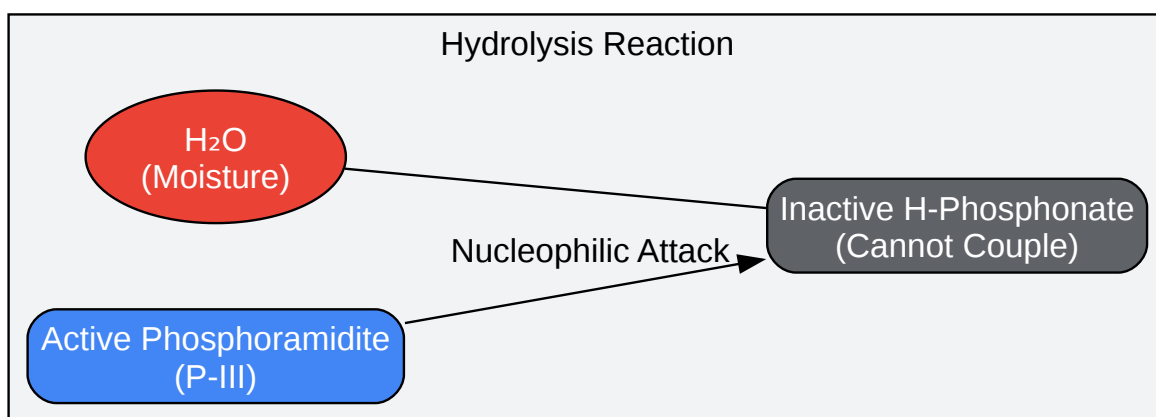 Hydrolysis Reaction
H₂O
(Moisture)
Inactive H-Phosphonate
(Cannot Couple)
Nucleophilic Attack
Active Phosphoramidite
(P-III)